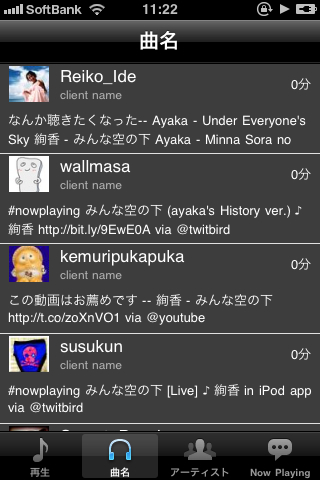 SoftBank 11:22
曲名
Reiko_Ide 0分
client name
なんか聴きたくなった-- Ayaka - Under Everyone's
Sky 絢香 - みんな空の下 Ayaka - Minna Sora no
wallmasa 0分
client name
#nowplaying みんな空の下 (ayaka's History ver.) ♪
絢香 http://bit.ly/9EwE0A via @twitbird
kemuripukapuka 0分
client name
この動画はお薦めです -- 絢香 - みんな空の下
http://t.co/zoXnVO1 via @youtube
susukun 0分
client name
#nowplaying みんな空の下 [Live] ♪ 絢香 in iPod app
via @twitbird
再生 曲名 アーティスト Now Playing